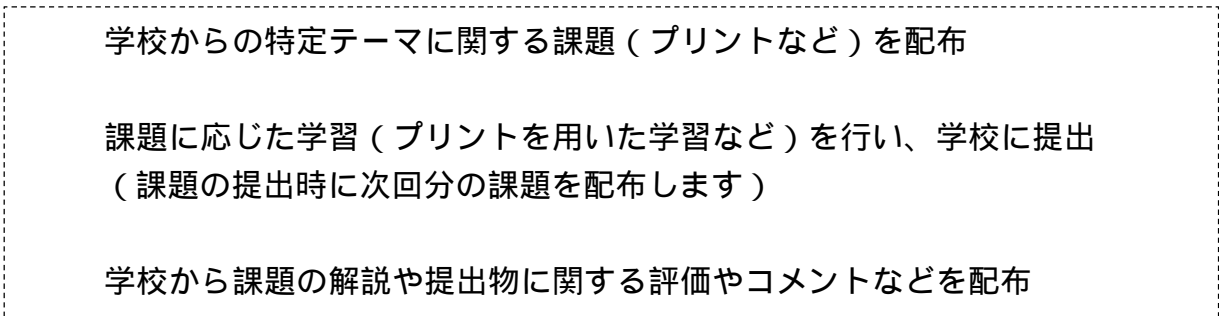 学校からの特定テーマに関する課題（プリントなど）を配布
課題に応じた学習（プリントを用いた学習など）を行い、学校に提出
（課題の提出時に次回分の課題を配布します）
学校から課題の解説や提出物に関する評価やコメントなどを配布